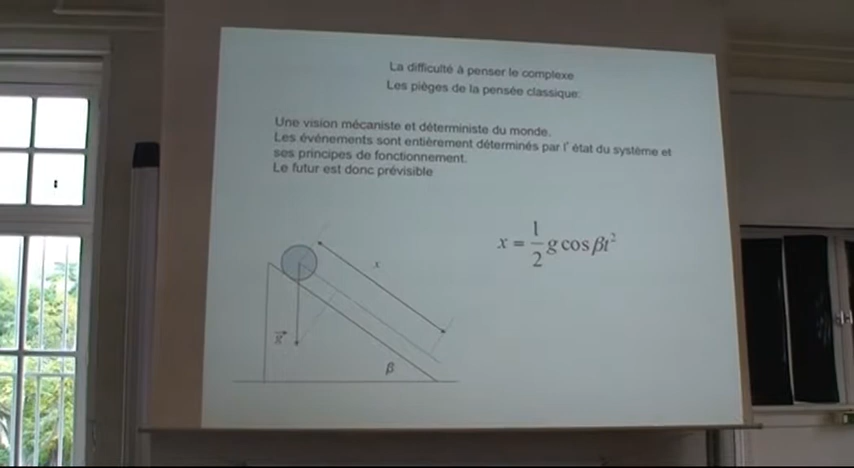 La difficulté à penser le complexe
Les pièges de la pensée classique:
Une vision mécaniste et déterministe du monde.
Les événements sont entièrement déterminés par l' état du système et
ses principes de fonctionnement.
Le futur est donc prévisible
x = 1/2 g cos βt²
x
g
β